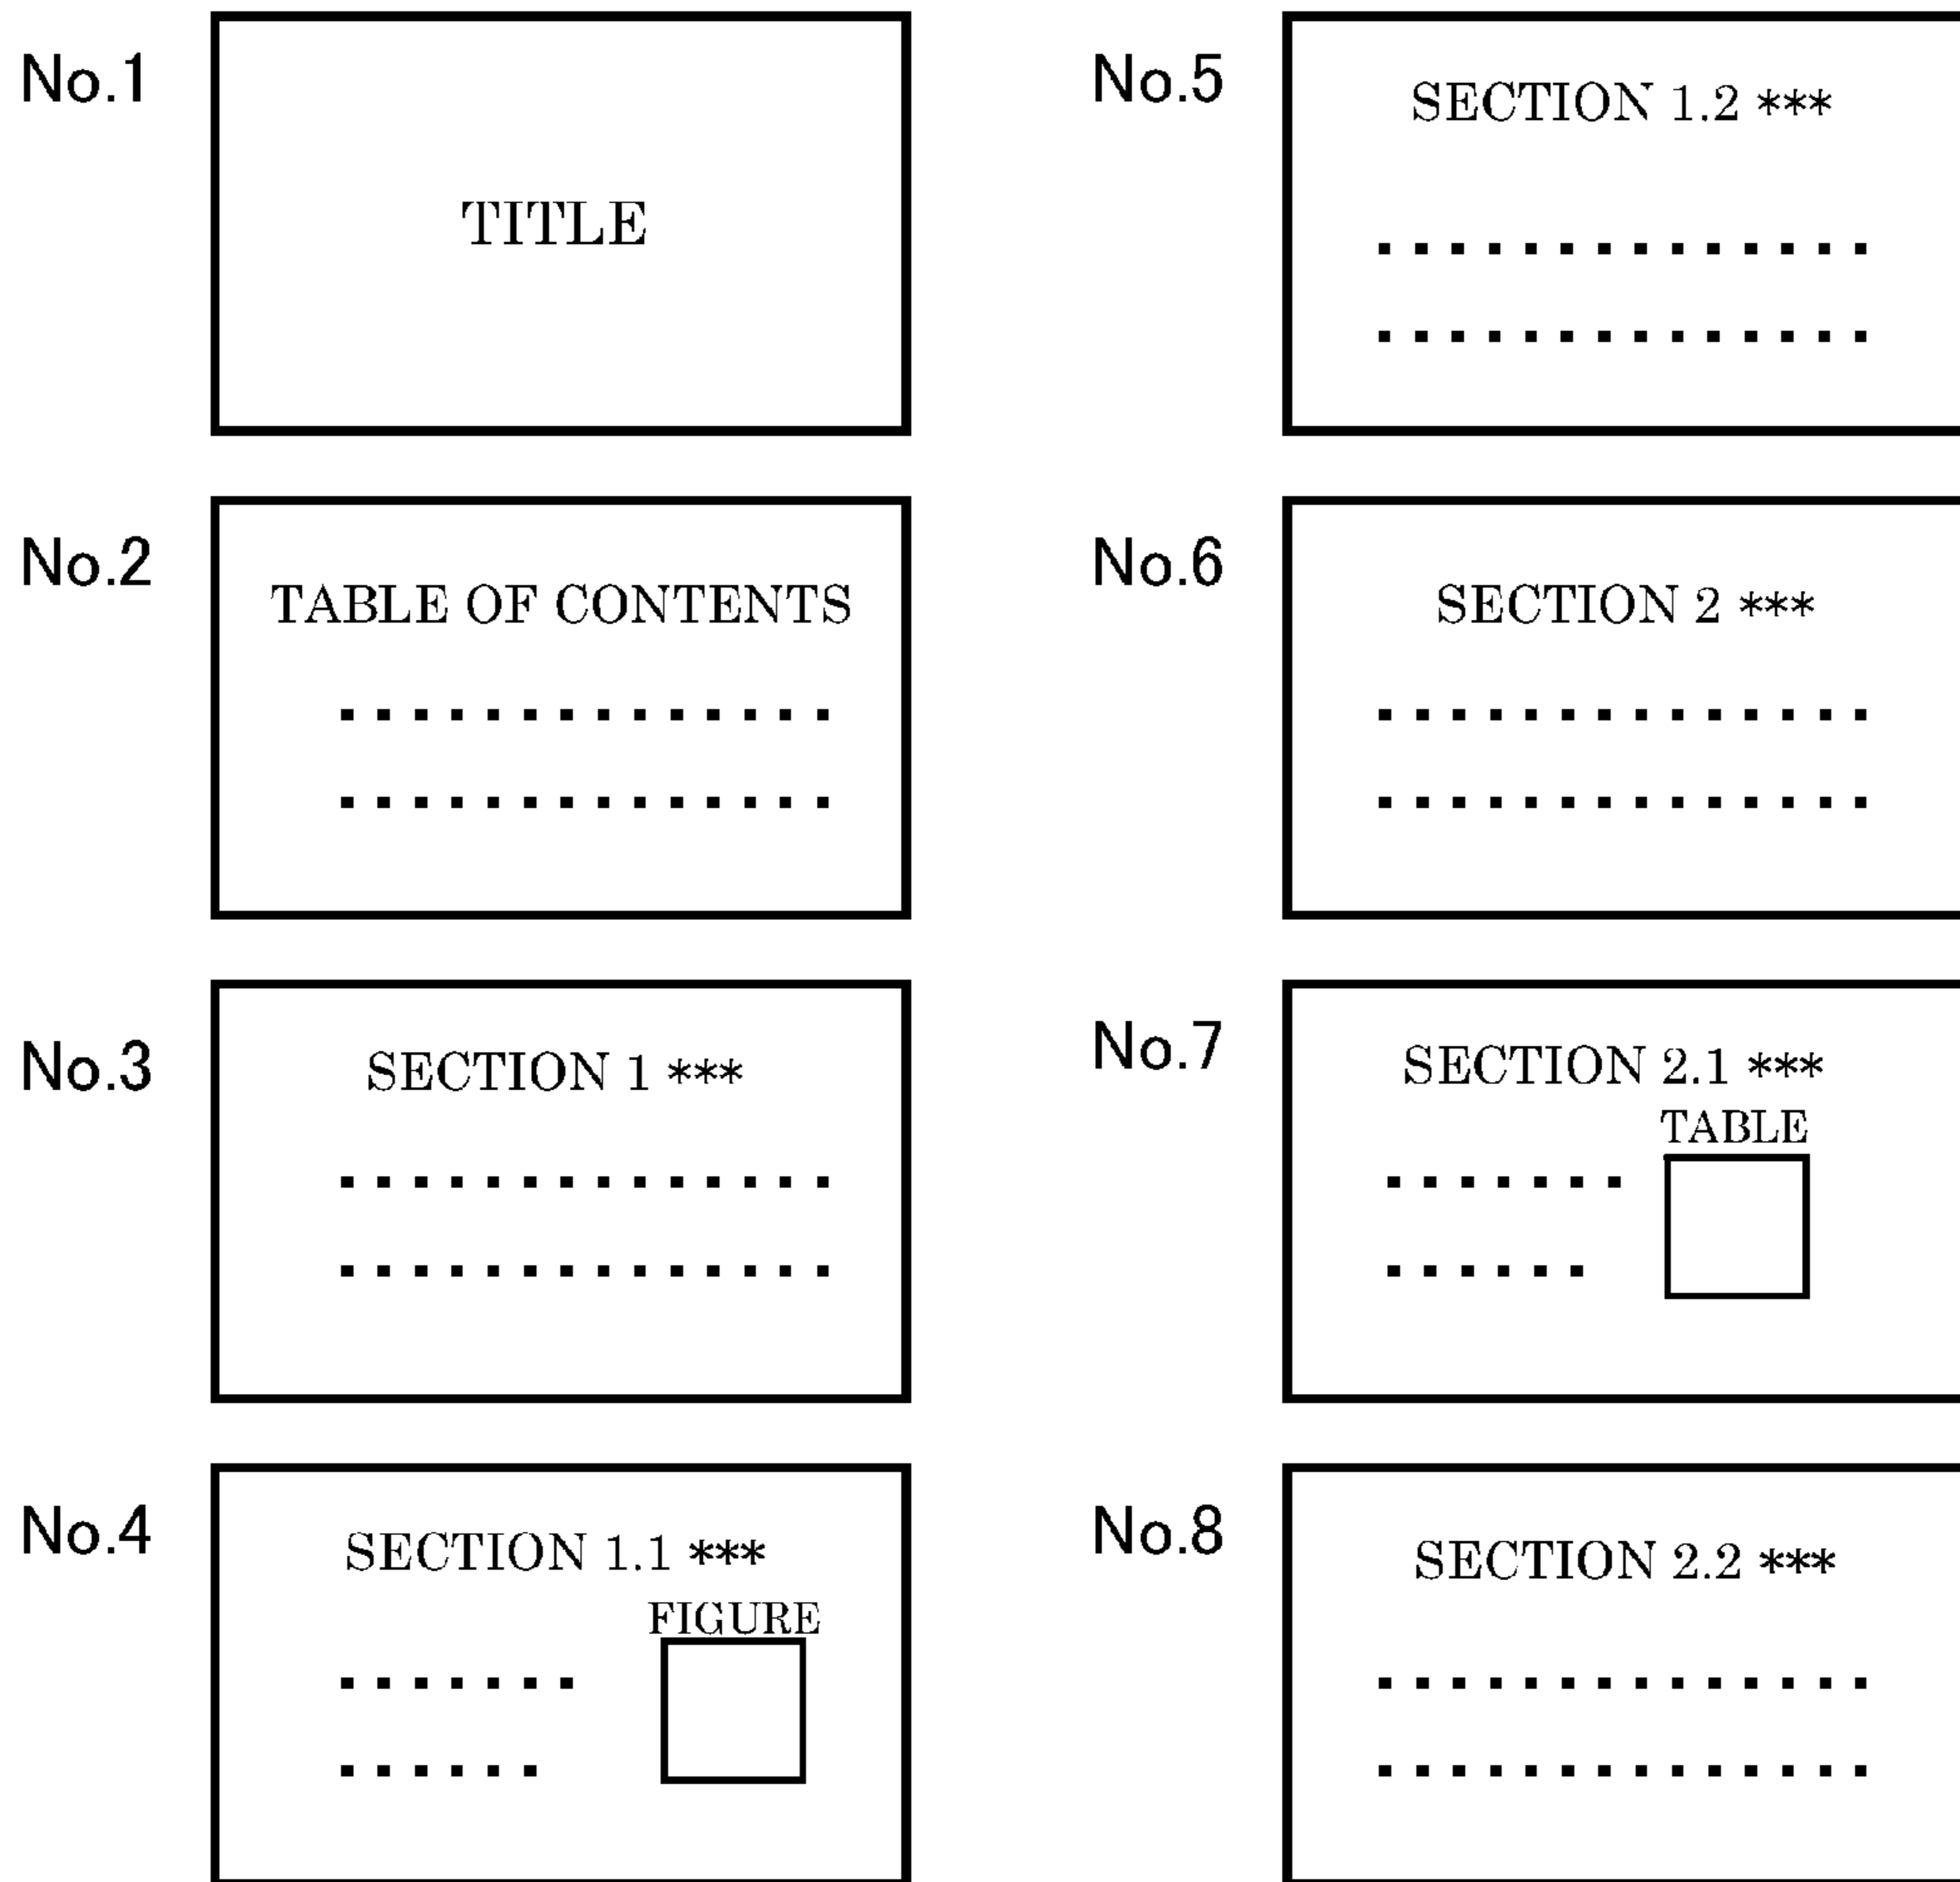 No.1
TITLE
No.2
TABLE OF CONTENTS
No.3
SECTION 1 ***
No.4
SECTION 1.1 ***
FIGURE
No.5
SECTION 1.2 ***
No.6
SECTION 2 ***
No.7
SECTION 2.1 ***
TABLE
No.8
SECTION 2.2 ***